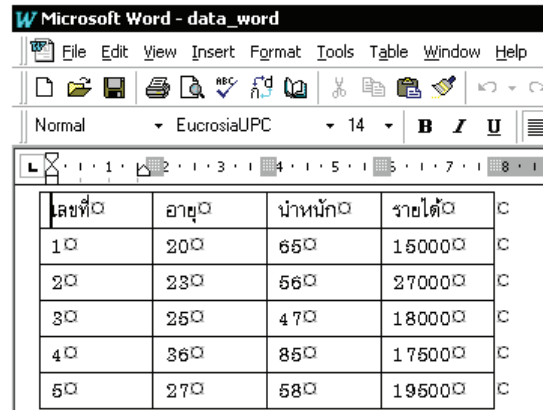 Microsoft Word - data_word
File Edit View Insert Format Tools Table Window Help
Normal EucrosiaUPC 14 B I U
1 2 3 4 5 6 7 8
เลขที่ อายุ น้ำหนัก รายได้
1 20 65 15000
2 23 56 27000
3 25 47 18000
4 36 85 17500
5 27 58 19500